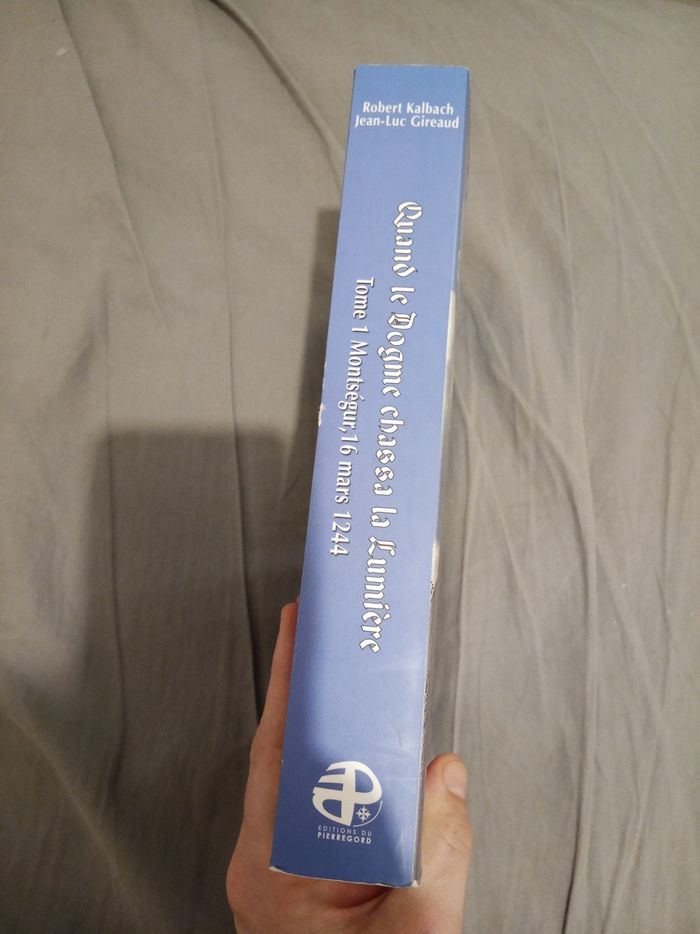 Robert Kalbach
Jean-Luc Gireaud
Quand le Dogme chassa la Lumière
Tome 1 Montségur, 16 mars 1244
EDITIONS DU
PIERREGORD